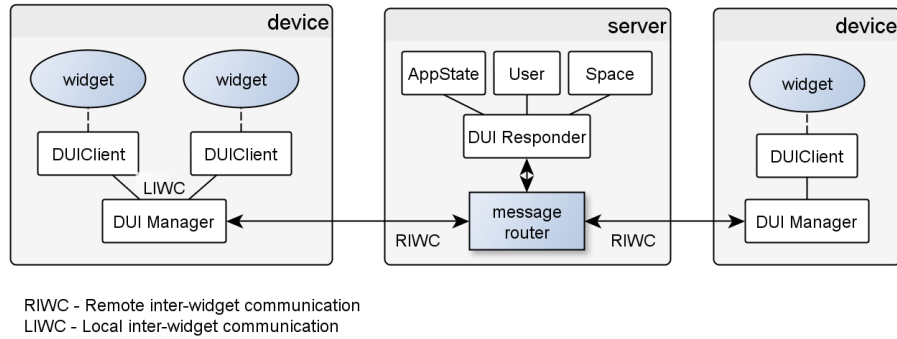 device
widget
widget
DUIClient
DUIClient
LIWC
DUI Manager
server
AppState
User
Space
DUI Responder
message
router
RIWC
RIWC
device
widget
DUIClient
DUI Manager
RIWC - Remote inter-widget communication
LIWC - Local inter-widget communication